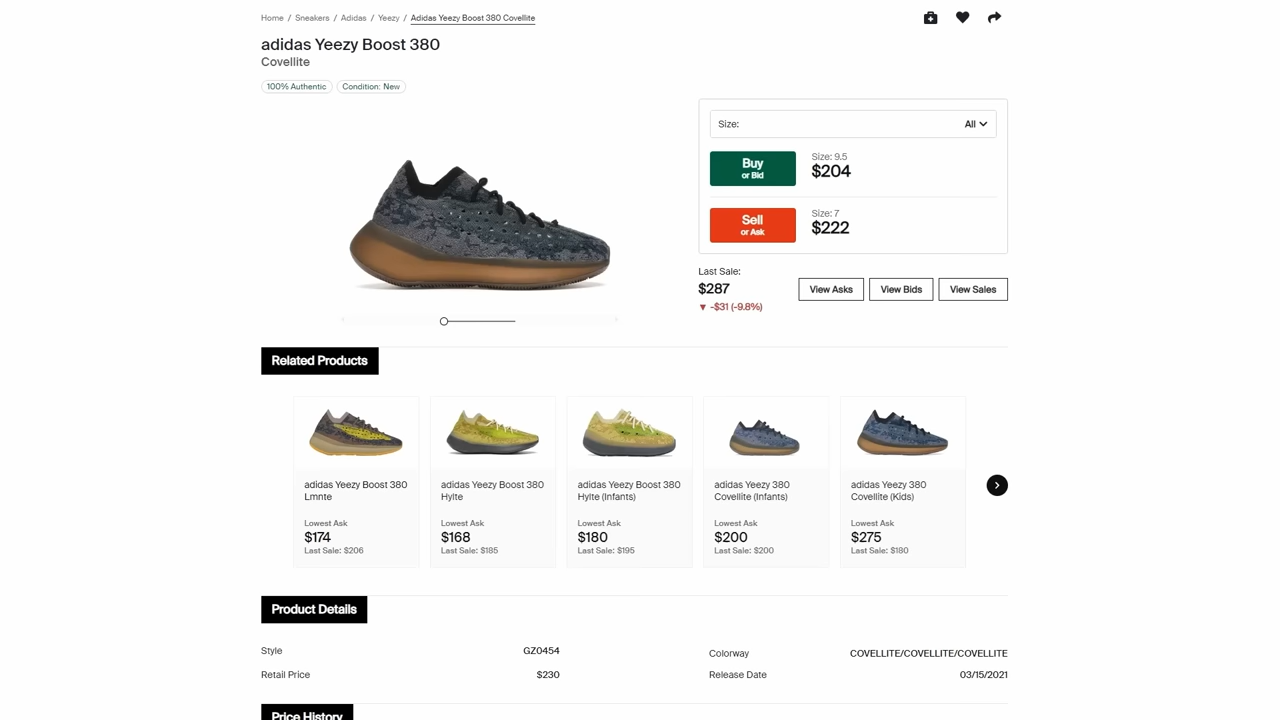 Home / Sneakers / Adidas / Yeezy / Adidas Yeezy Boost 380 Covellite
adidas Yeezy Boost 380
Covellite
100% Authentic
Condition: New
Size:
All
Buy
or Bid
Size: 9.5
$204
Sell
or Ask
Size: 7
$222
Last Sale:
$287
▼ -$31 (-9.8%)
View Asks
View Bids
View Sales
Related Products
adidas Yeezy Boost 380
Lmnte
Lowest Ask
$174
Last Sale: $206
adidas Yeezy Boost 380
Hylte
Lowest Ask
$168
Last Sale: $185
adidas Yeezy Boost 380
Hylte (Infants)
Lowest Ask
$180
Last Sale: $195
adidas Yeezy 380
Covellite (Infants)
Lowest Ask
$200
Last Sale: $200
adidas Yeezy 380
Covellite (Kids)
Lowest Ask
$275
Last Sale: $180
Product Details
Style
GZ0454
Colorway
COVELLITE/COVELLITE/COVELLITE
Retail Price
$230
Release Date
03/15/2021
Price History